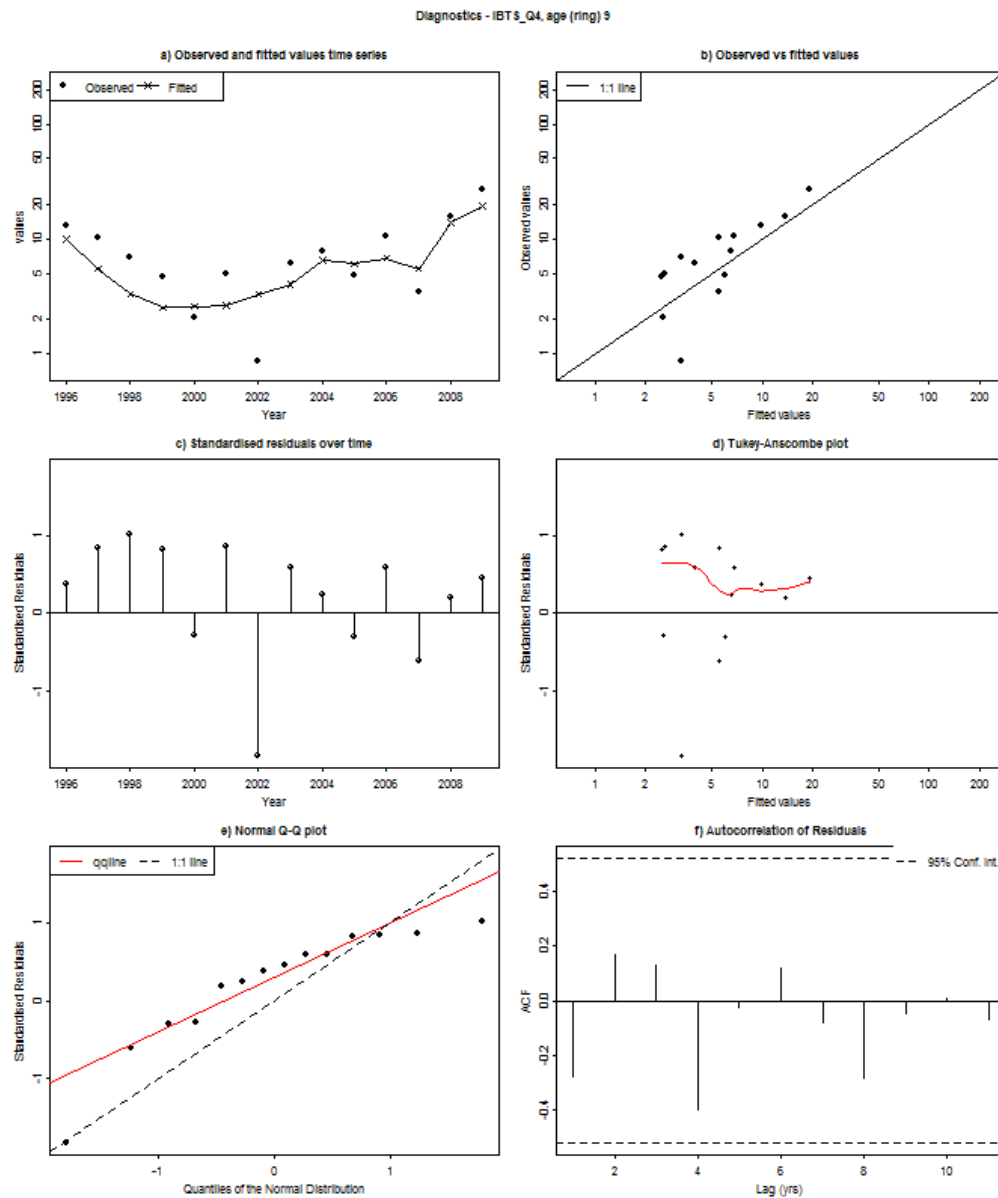 Diagnostics - IBTS_Q4, age (ring) 9
a) Observed and fitted values time series
Observed Fitted
values
200
100
50
20
10
5
2
1
1996 1998 2000 2002 2004 2006 2008
Year
b) Observed vs fitted values
1:1 line
Observed values
200
100
50
20
10
5
2
1
1 2 5 10 20 50 100 200
Fitted values
c) Standardised residuals over time
Standardised Residuals
1
0
-1
1996 1998 2000 2002 2004 2006 2008
Year
d) Tukey-Anscombe plot
Standardised Residuals
1
0
-1
1 2 5 10 20 50 100 200
Fitted values
e) Normal Q-Q plot
qqline 1:1 line
Standardised Residuals
1
0
-1
-1 0 1
Quantiles of the Normal Distribution
f) Autocorrelation of Residuals
95% Conf. Int.
ACF
0.4
0.2
0.0
-0.2
-0.4
2 4 6 8 10
Lag (yrs)